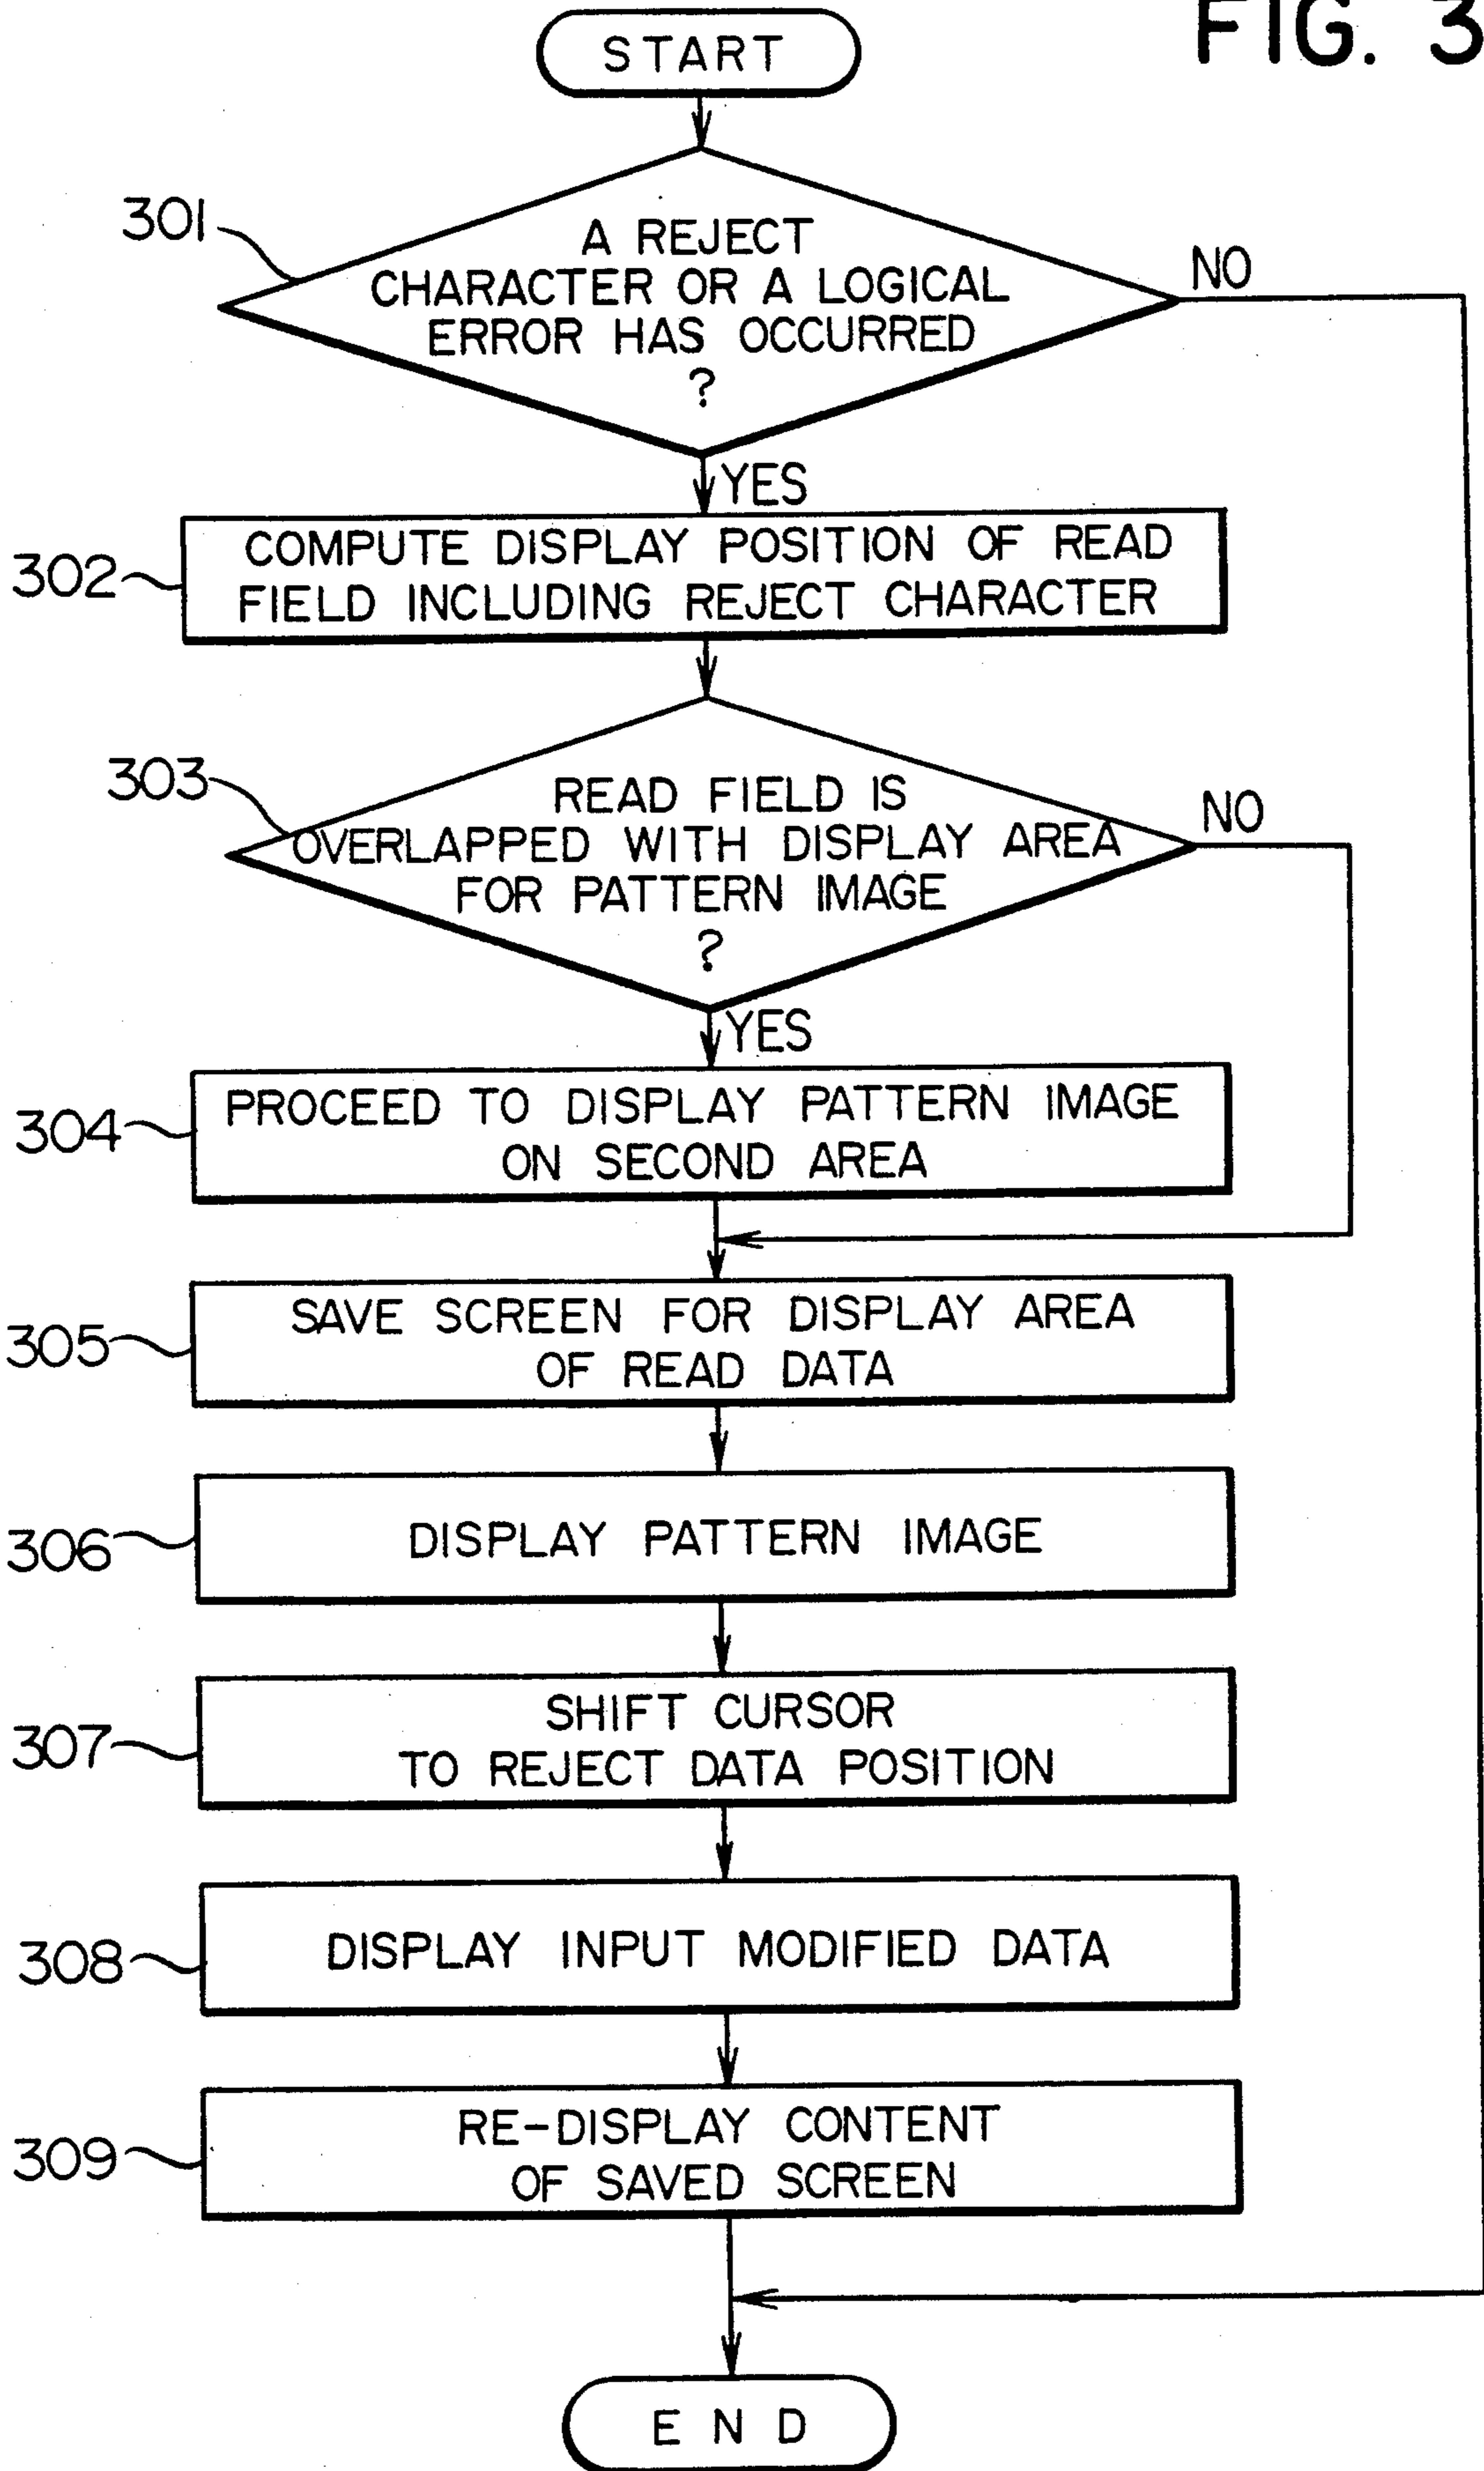 FIG. 3
START
301
A REJECT
CHARACTER OR A LOGICAL
ERROR HAS OCCURRED
?
NO
YES
302
COMPUTE DISPLAY POSITION OF READ
FIELD INCLUDING REJECT CHARACTER
303
READ FIELD IS
OVERLAPPED WITH DISPLAY AREA
FOR PATTERN IMAGE
?
NO
YES
304
PROCEED TO DISPLAY PATTERN IMAGE
ON SECOND AREA
305
SAVE SCREEN FOR DISPLAY AREA
OF READ DATA
306
DISPLAY PATTERN IMAGE
307
SHIFT CURSOR
TO REJECT DATA POSITION
308
DISPLAY INPUT MODIFIED DATA
309
RE-DISPLAY CONTENT
OF SAVED SCREEN
END